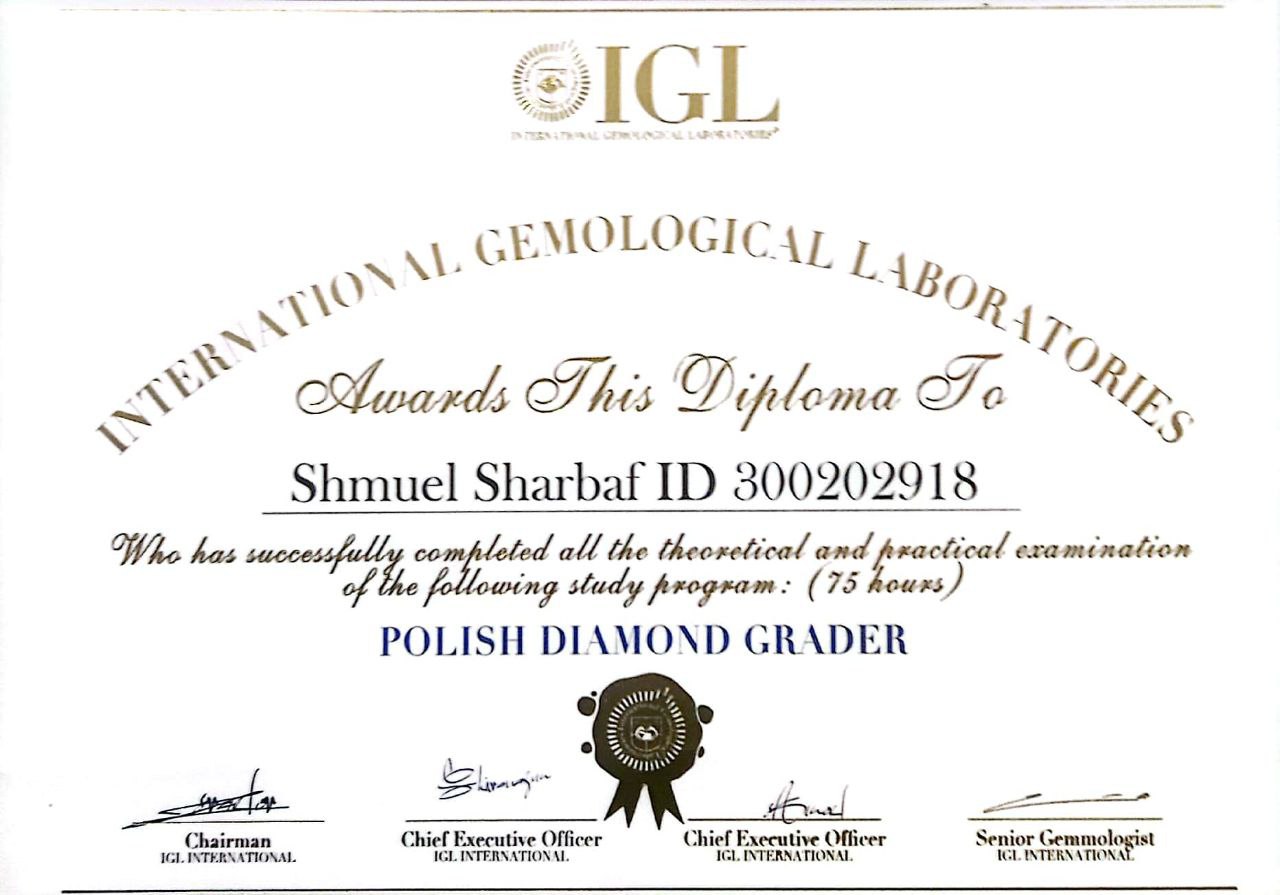 IGL
INTERNATIONAL GEMOLOGICAL LABORATORIES
INTERNATIONAL GEMOLOGICAL LABORATORIES
Awards This Diploma To
Shmuel Sharbaf ID 300202918
Who has successfully completed all the theoretical and practical examination
of the following study program: (75 hours)
POLISH DIAMOND GRADER
Chairman
IGL INTERNATIONAL
Chief Executive Officer
IGL INTERNATIONAL
Chief Executive Officer
IGL INTERNATIONAL
Senior Gemmologist
IGL INTERNATIONAL